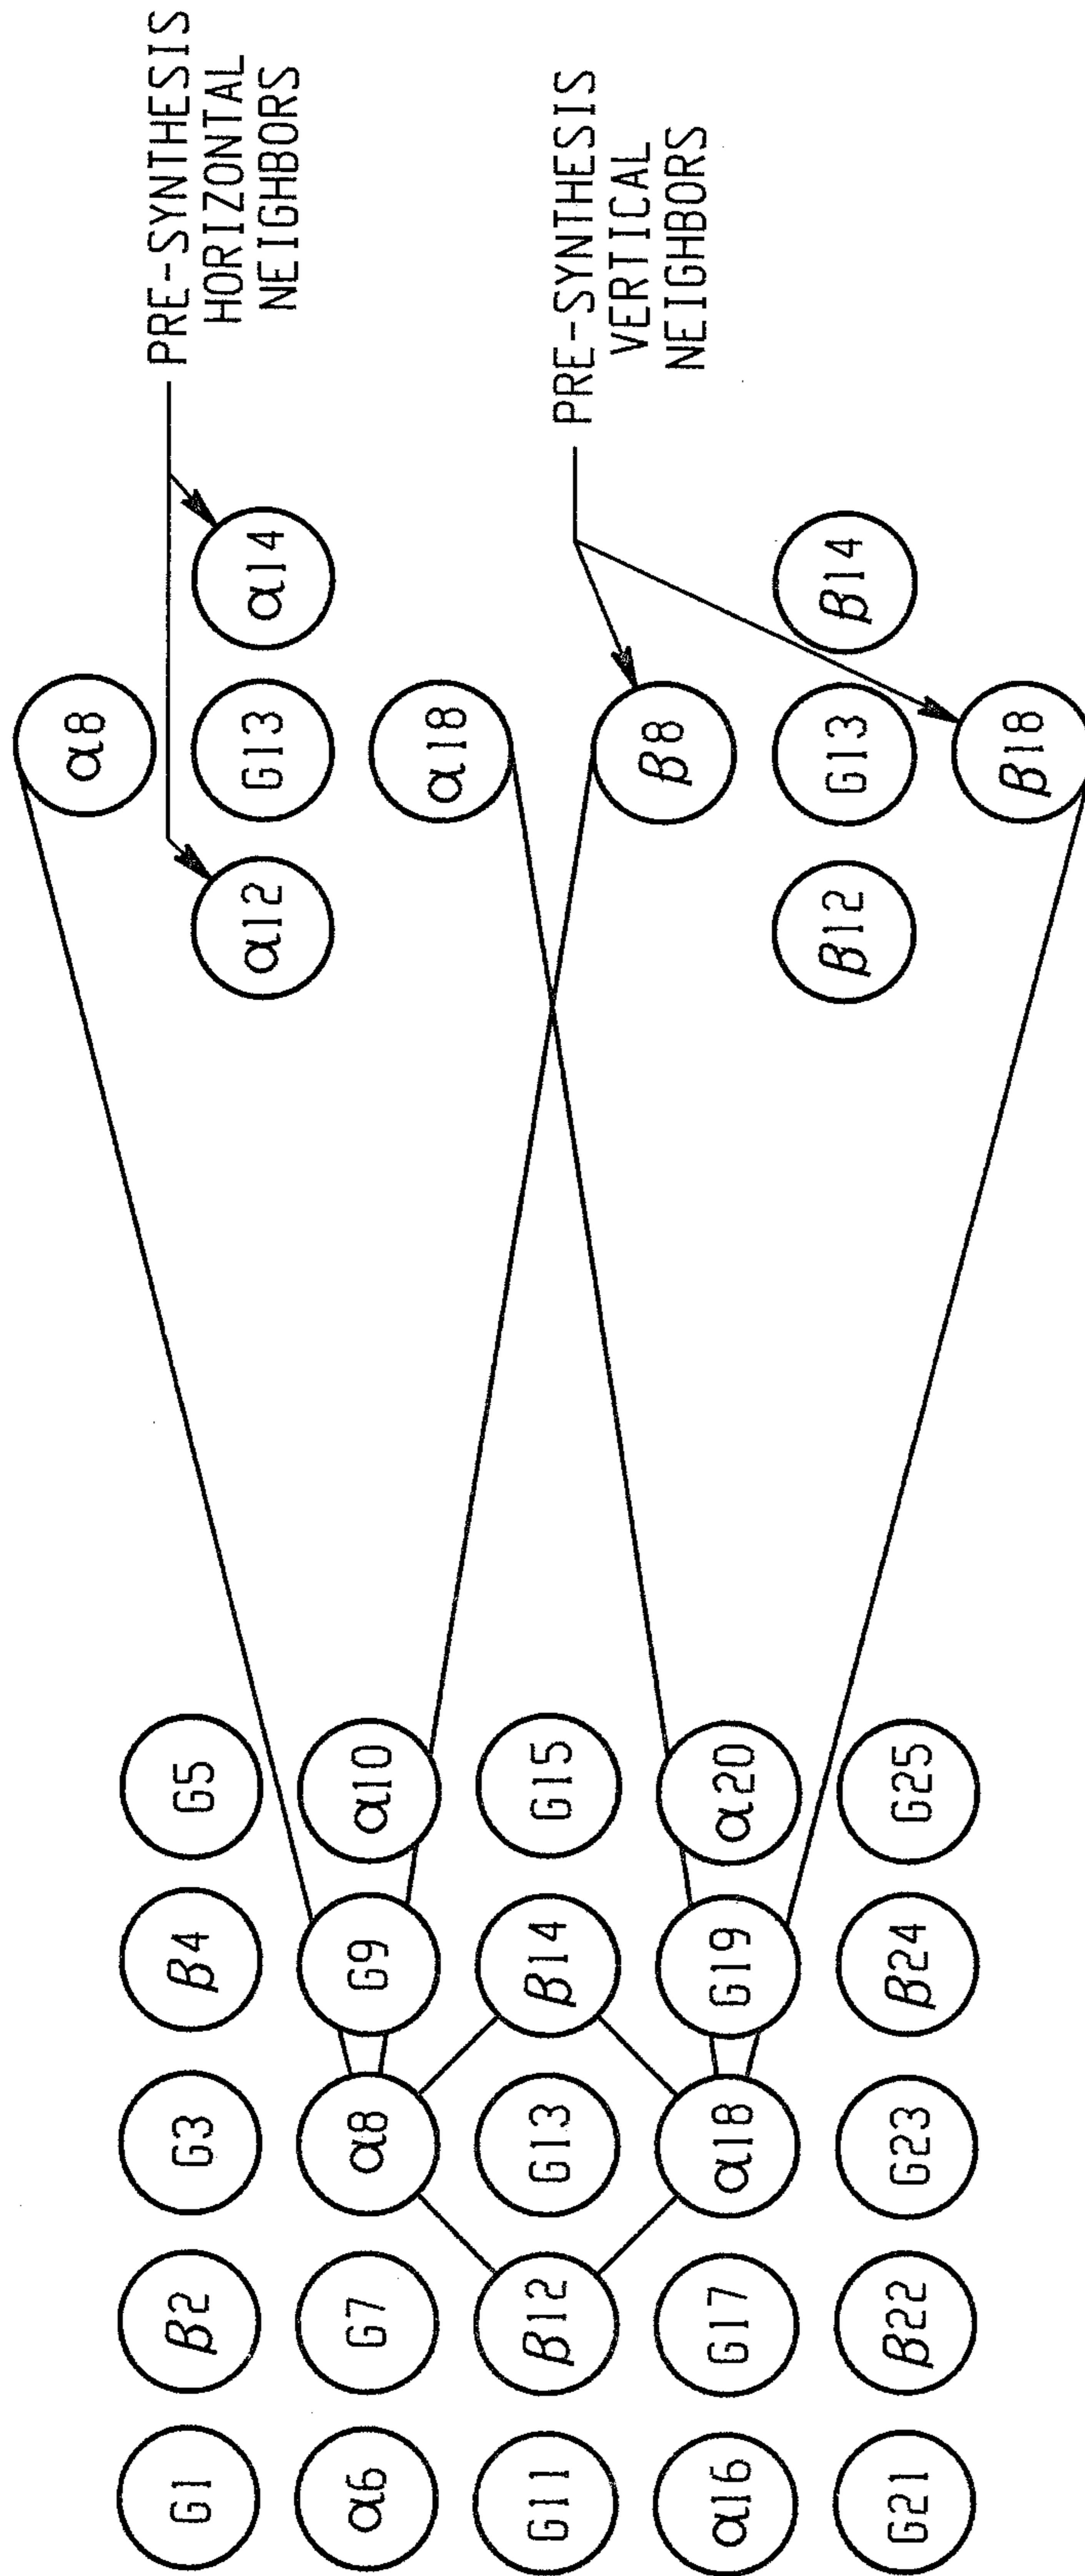 G1 β2 G3 β4 G5
α6 G7 α8 G9 α10
G11 β12 G13 β14 G15
α16 G17 α18 G19 α20
G21 β22 G23 β24 G25
α8
α12 G13 α14
α18
PRE-SYNTHESIS
HORIZONTAL
NEIGHBORS
β8
β12 G13 β14
β18
PRE-SYNTHESIS
VERTICAL
NEIGHBORS